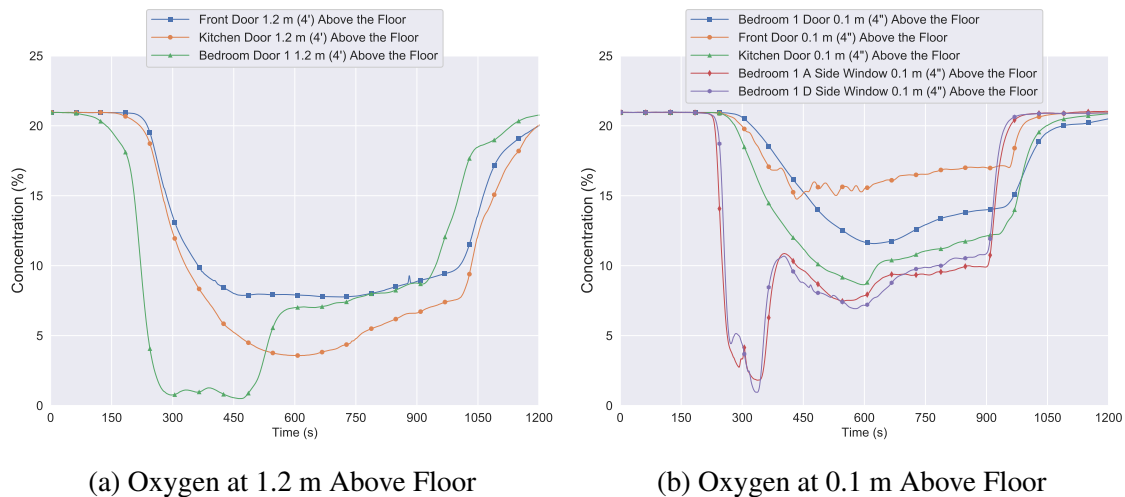 Front Door 1.2 m (4') Above the Floor
Kitchen Door 1.2 m (4') Above the Floor
Bedroom Door 1 1.2 m (4') Above the Floor
25
20
15
10
5
0
Concentration (%)
0 150 300 450 600 750 900 1050 1200
Time (s)
(a) Oxygen at 1.2 m Above Floor
Bedroom 1 Door 0.1 m (4") Above the Floor
Front Door 0.1 m (4") Above the Floor
Kitchen Door 0.1 m (4") Above the Floor
Bedroom 1 A Side Window 0.1 m (4") Above the Floor
Bedroom 1 D Side Window 0.1 m (4") Above the Floor
25
20
15
10
5
0
Concentration (%)
0 150 300 450 600 750 900 1050 1200
Time (s)
(b) Oxygen at 0.1 m Above Floor